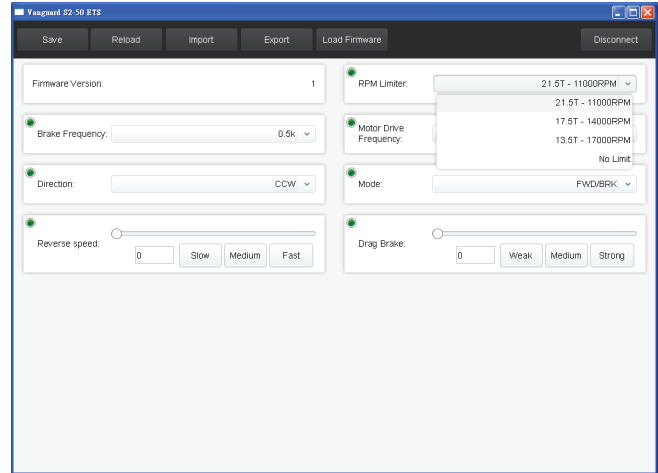 Vanguard S2-50 ETS
Save Reload Import Export Load Firmware Disconnect
Firmware Version: 1
RPM Limiter: 21.5T - 11000RPM
21.5T - 11000RPM
17.5T - 14000RPM
13.5T - 17000RPM
No Limit
Brake Frequency: 0.5k
Motor Drive
Frequency:
Direction: CCW
Mode: FWD/BRK
Reverse speed:
0 Slow Medium Fast
Drag Brake:
0 Weak Medium Strong